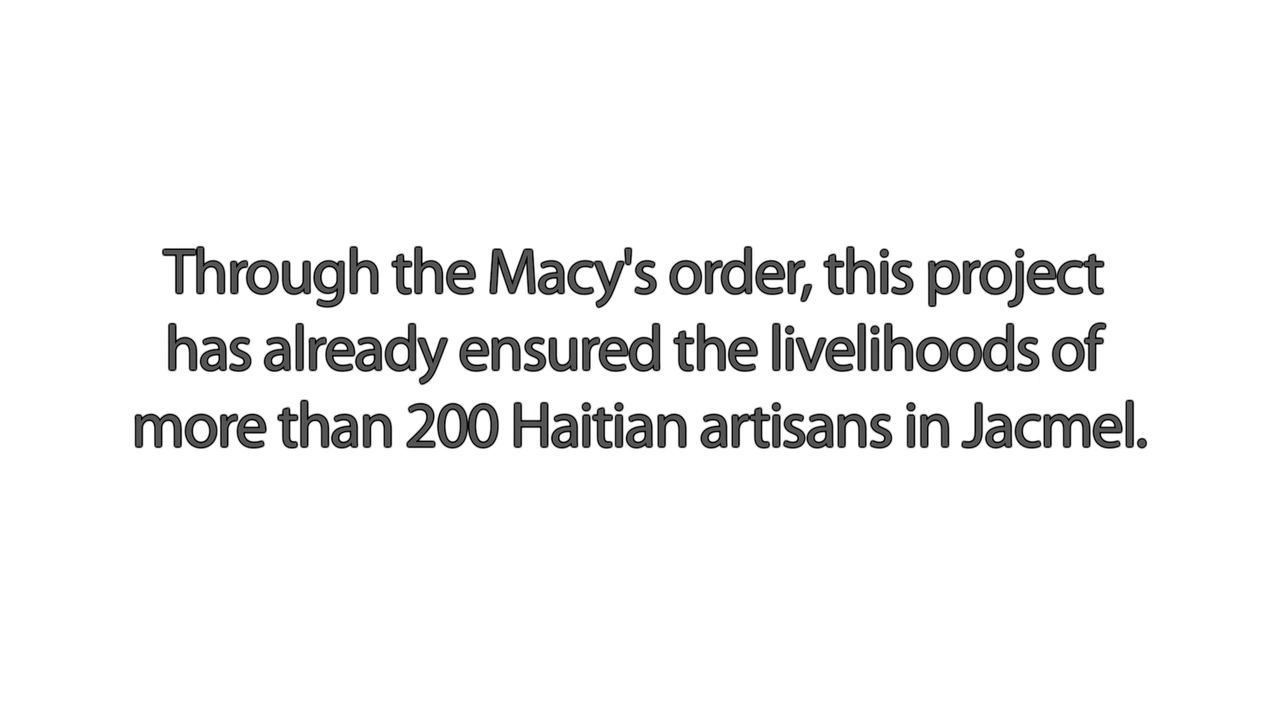 Through the Macy's order, this project
has already ensured the livelihoods of
more than 200 Haitian artisans in Jacmel.